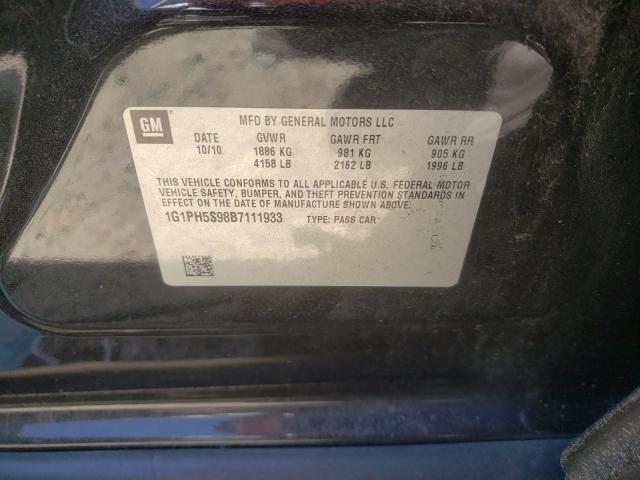 GM
MFD BY GENERAL MOTORS LLC
DATE GVWR GAWR FRT GAWR RR
10/10 1886 KG 981 KG 905 KG
4158 LB 2162 LB 1996 LB
THIS VEHICLE CONFORMS TO ALL APPLICABLE U.S. FEDERAL MOTOR
VEHICLE SAFETY, BUMPER, AND THEFT PREVENTION STANDARDS IN
EFFECT ON THE DATE OF MANUFACTURE SHOWN ABOVE.
1G1PH5S98B7111933 TYPE: PASS CAR